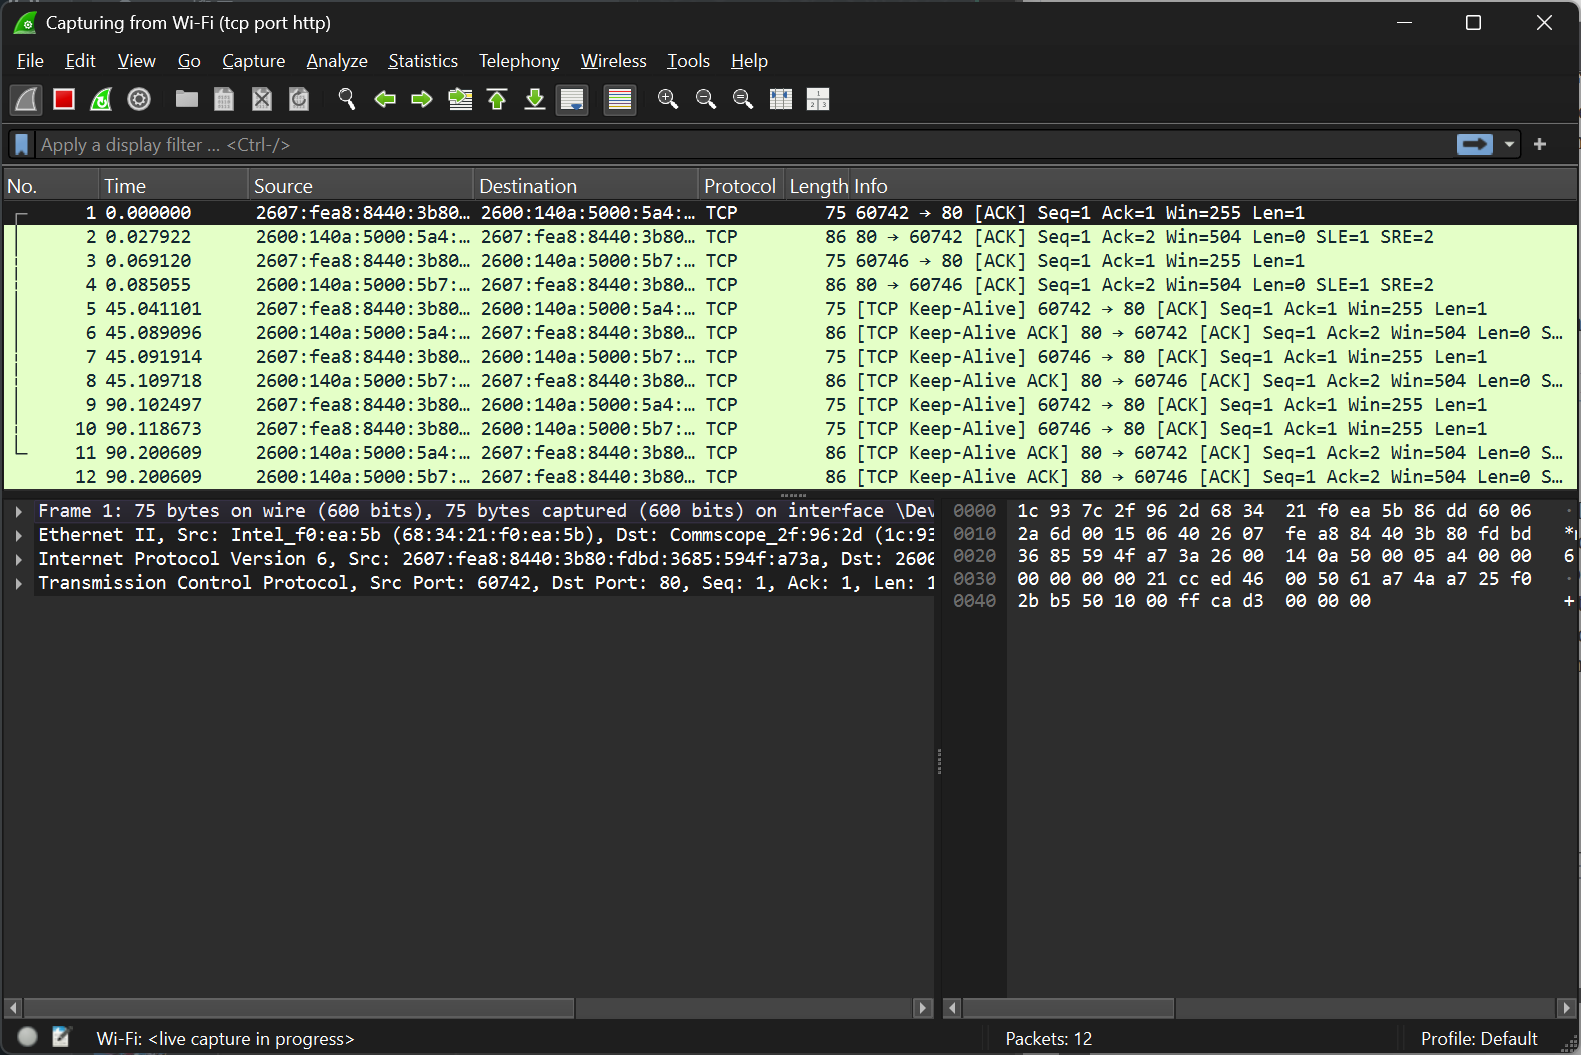 Capturing from Wi-Fi (tcp port http)
File Edit View Go Capture Analyze Statistics Telephony Wireless Tools Help
Apply a display filter ... <Ctrl-/>
No. Time Source Destination Protocol Length Info
1 0.000000 2607:fea8:8440:3b80… 2600:140a:5000:5a4:… TCP 75 60742 → 80 [ACK] Seq=1 Ack=1 Win=255 Len=1
2 0.027922 2600:140a:5000:5a4:… 2607:fea8:8440:3b80… TCP 86 80 → 60742 [ACK] Seq=1 Ack=2 Win=504 Len=0 SLE=1 SRE=2
3 0.069120 2607:fea8:8440:3b80… 2600:140a:5000:5b7:… TCP 75 60746 → 80 [ACK] Seq=1 Ack=1 Win=255 Len=1
4 0.085055 2600:140a:5000:5b7:… 2607:fea8:8440:3b80… TCP 86 80 → 60746 [ACK] Seq=1 Ack=2 Win=504 Len=0 SLE=1 SRE=2
5 45.041101 2607:fea8:8440:3b80… 2600:140a:5000:5a4:… TCP 75 [TCP Keep-Alive] 60742 → 80 [ACK] Seq=1 Ack=1 Win=255 Len=1
6 45.089096 2600:140a:5000:5a4:… 2607:fea8:8440:3b80… TCP 86 [TCP Keep-Alive ACK] 80 → 60742 [ACK] Seq=1 Ack=2 Win=504 Len=0 S…
7 45.091914 2607:fea8:8440:3b80… 2600:140a:5000:5b7:… TCP 75 [TCP Keep-Alive] 60746 → 80 [ACK] Seq=1 Ack=1 Win=255 Len=1
8 45.109718 2600:140a:5000:5b7:… 2607:fea8:8440:3b80… TCP 86 [TCP Keep-Alive ACK] 80 → 60746 [ACK] Seq=1 Ack=2 Win=504 Len=0 S…
9 90.102497 2607:fea8:8440:3b80… 2600:140a:5000:5a4:… TCP 75 [TCP Keep-Alive] 60742 → 80 [ACK] Seq=1 Ack=1 Win=255 Len=1
10 90.118673 2607:fea8:8440:3b80… 2600:140a:5000:5b7:… TCP 75 [TCP Keep-Alive] 60746 → 80 [ACK] Seq=1 Ack=1 Win=255 Len=1
11 90.200609 2600:140a:5000:5a4:… 2607:fea8:8440:3b80… TCP 86 [TCP Keep-Alive ACK] 80 → 60742 [ACK] Seq=1 Ack=2 Win=504 Len=0 S…
12 90.200609 2600:140a:5000:5b7:… 2607:fea8:8440:3b80… TCP 86 [TCP Keep-Alive ACK] 80 → 60746 [ACK] Seq=1 Ack=2 Win=504 Len=0 S…
Frame 1: 75 bytes on wire (600 bits), 75 bytes captured (600 bits) on interface \Dev
Ethernet II, Src: Intel_f0:ea:5b (68:34:21:f0:ea:5b), Dst: Commscope_2f:96:2d (1c:93
Internet Protocol Version 6, Src: 2607:fea8:8440:3b80:fdbd:3685:594f:a73a, Dst: 2600
Transmission Control Protocol, Src Port: 60742, Dst Port: 80, Seq: 1, Ack: 1, Len: 1
0000 1c 93 7c 2f 96 2d 68 34 21 f0 ea 5b 86 dd 60 06
0010 2a 6d 00 15 06 40 26 07 fe a8 84 40 3b 80 fd bd *
0020 36 85 59 4f a7 3a 26 00 14 0a 50 00 05 a4 00 00 6
0030 00 00 00 00 21 cc ed 46 00 50 61 a7 4a a7 25 f0
0040 2b b5 50 10 00 ff ca d3 00 00 00 +
Wi-Fi: <live capture in progress> Packets: 12 Profile: Default